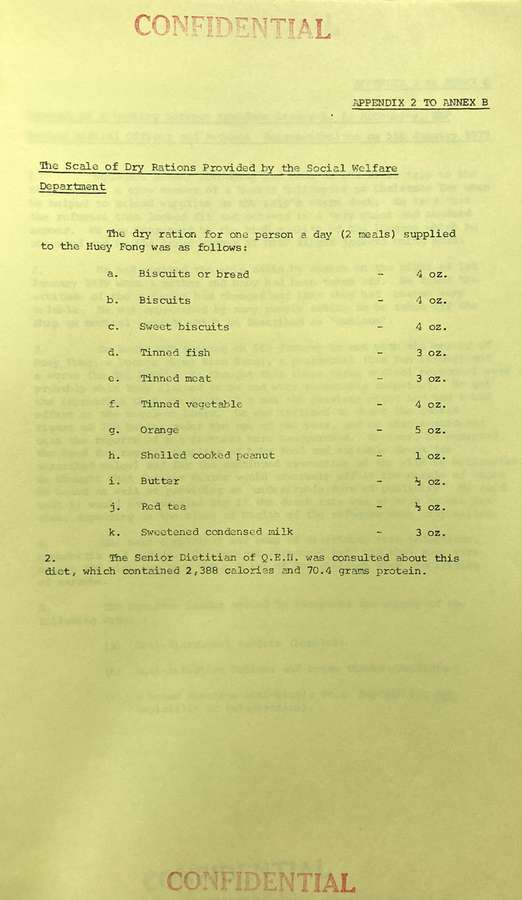 CONFIDENTIAL
APPENDIX 2 TO ANNEX B
The Scale of Dry Rations Provided by the Social Welfare
Department
The dry ration for one person a day (2 meals) supplied
to the Huey Fong was as follows:
a. Biscuits or bread - 4 oz.
b. Biscuits - 4 oz.
c. Sweet biscuits - 4 oz.
d. Tinned fish - 3 oz.
e. Tinned meat - 3 oz.
f. Tinned vegetable - 4 oz.
g. Orange - 5 oz.
h. Shelled cooked peanut - 1 oz.
i. Butter - ½ oz.
j. Red tea - ½ oz.
k. Sweetened condensed milk - 3 oz.
2. The Senior Dietitian of Q.E.H. was consulted about this
diet, which contained 2,388 calories and 70.4 grams protein.
CONFIDENTIAL